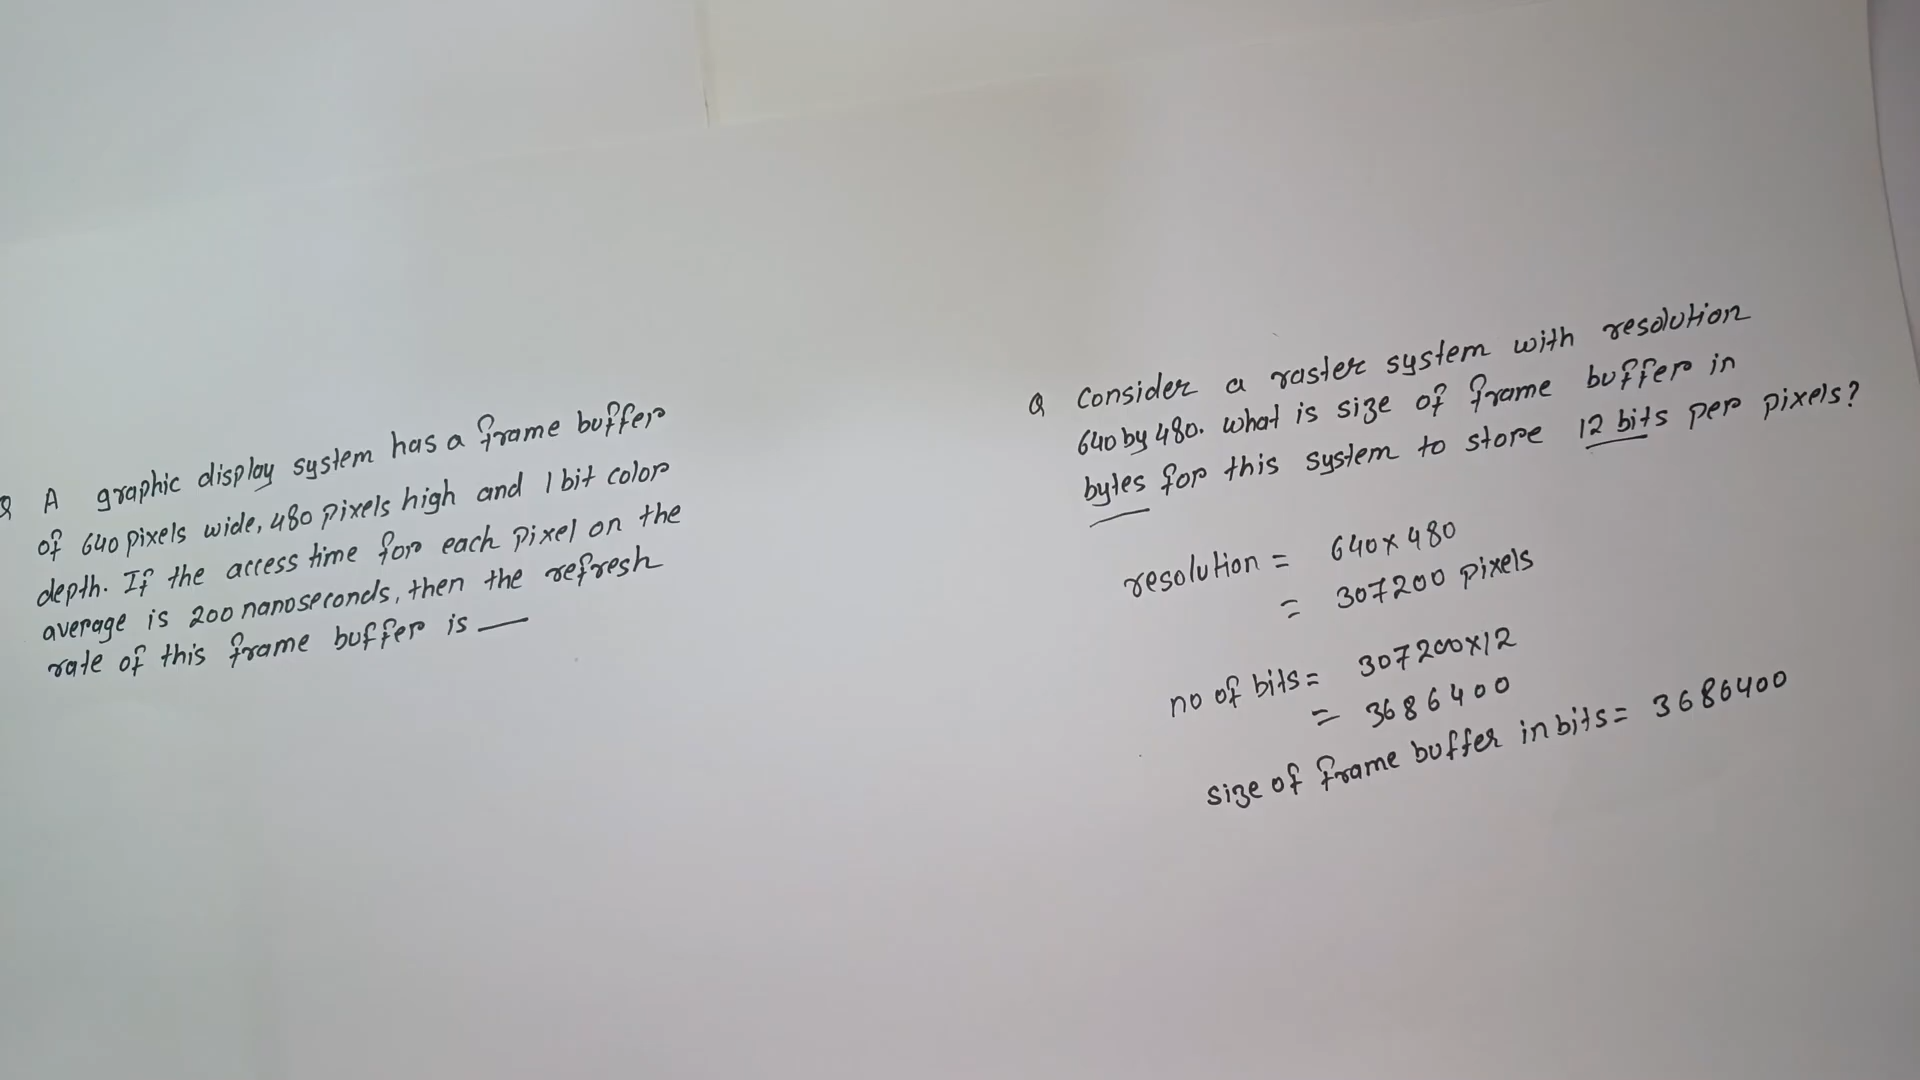 Q A graphic display system has a frame buffer
of 640 pixels wide, 480 pixels high and 1 bit color
depth. If the access time for each pixel on the
average is 200 nanoseconds, then the refresh
rate of this frame buffer is —
Q Consider a raster system with resolution
640 by 480. what is size of frame buffer in
bytes for this system to store 12 bits per pixels?
resolution = 640 x 480
= 307200 pixels
no of bits = 307200x12
= 3686400
size of frame buffer in bits = 3686400